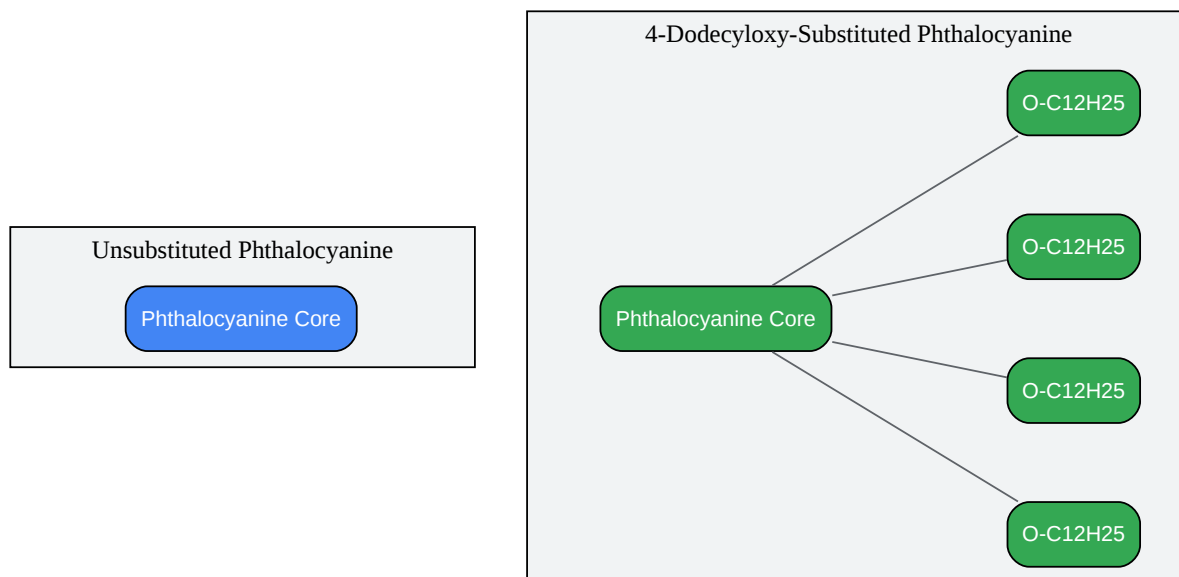 Unsubstituted Phthalocyanine
Phthalocyanine Core
4-Dodecyloxy-Substituted Phthalocyanine
Phthalocyanine Core
O-C12H25
O-C12H25
O-C12H25
O-C12H25